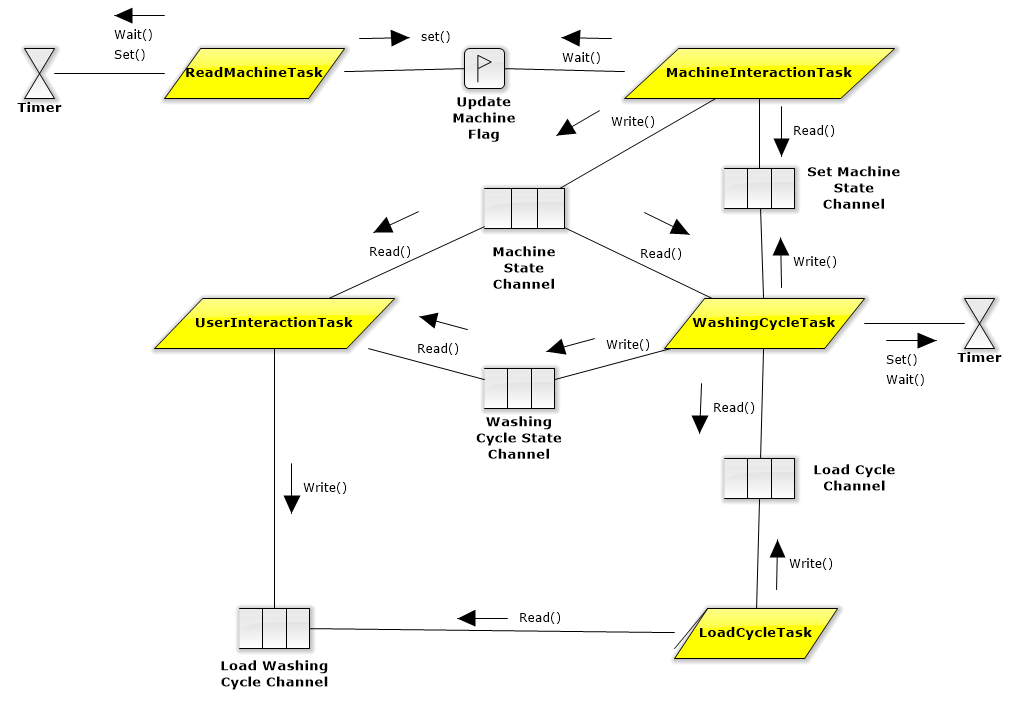 Wait()
Set()
set()
Wait()
ReadMachineTask
MachineInteractionTask
Timer
Update
Machine
Flag
Write()
Read()
Set Machine
State
Channel
Read()
Machine
State
Channel
Read()
Write()
UserInteractionTask
WashingCycleTask
Timer
Read()
Write()
Set()
Wait()
Washing
Cycle State
Channel
Read()
Load Cycle
Channel
Write()
Write()
Read()
LoadCycleTask
Load Washing
Cycle Channel